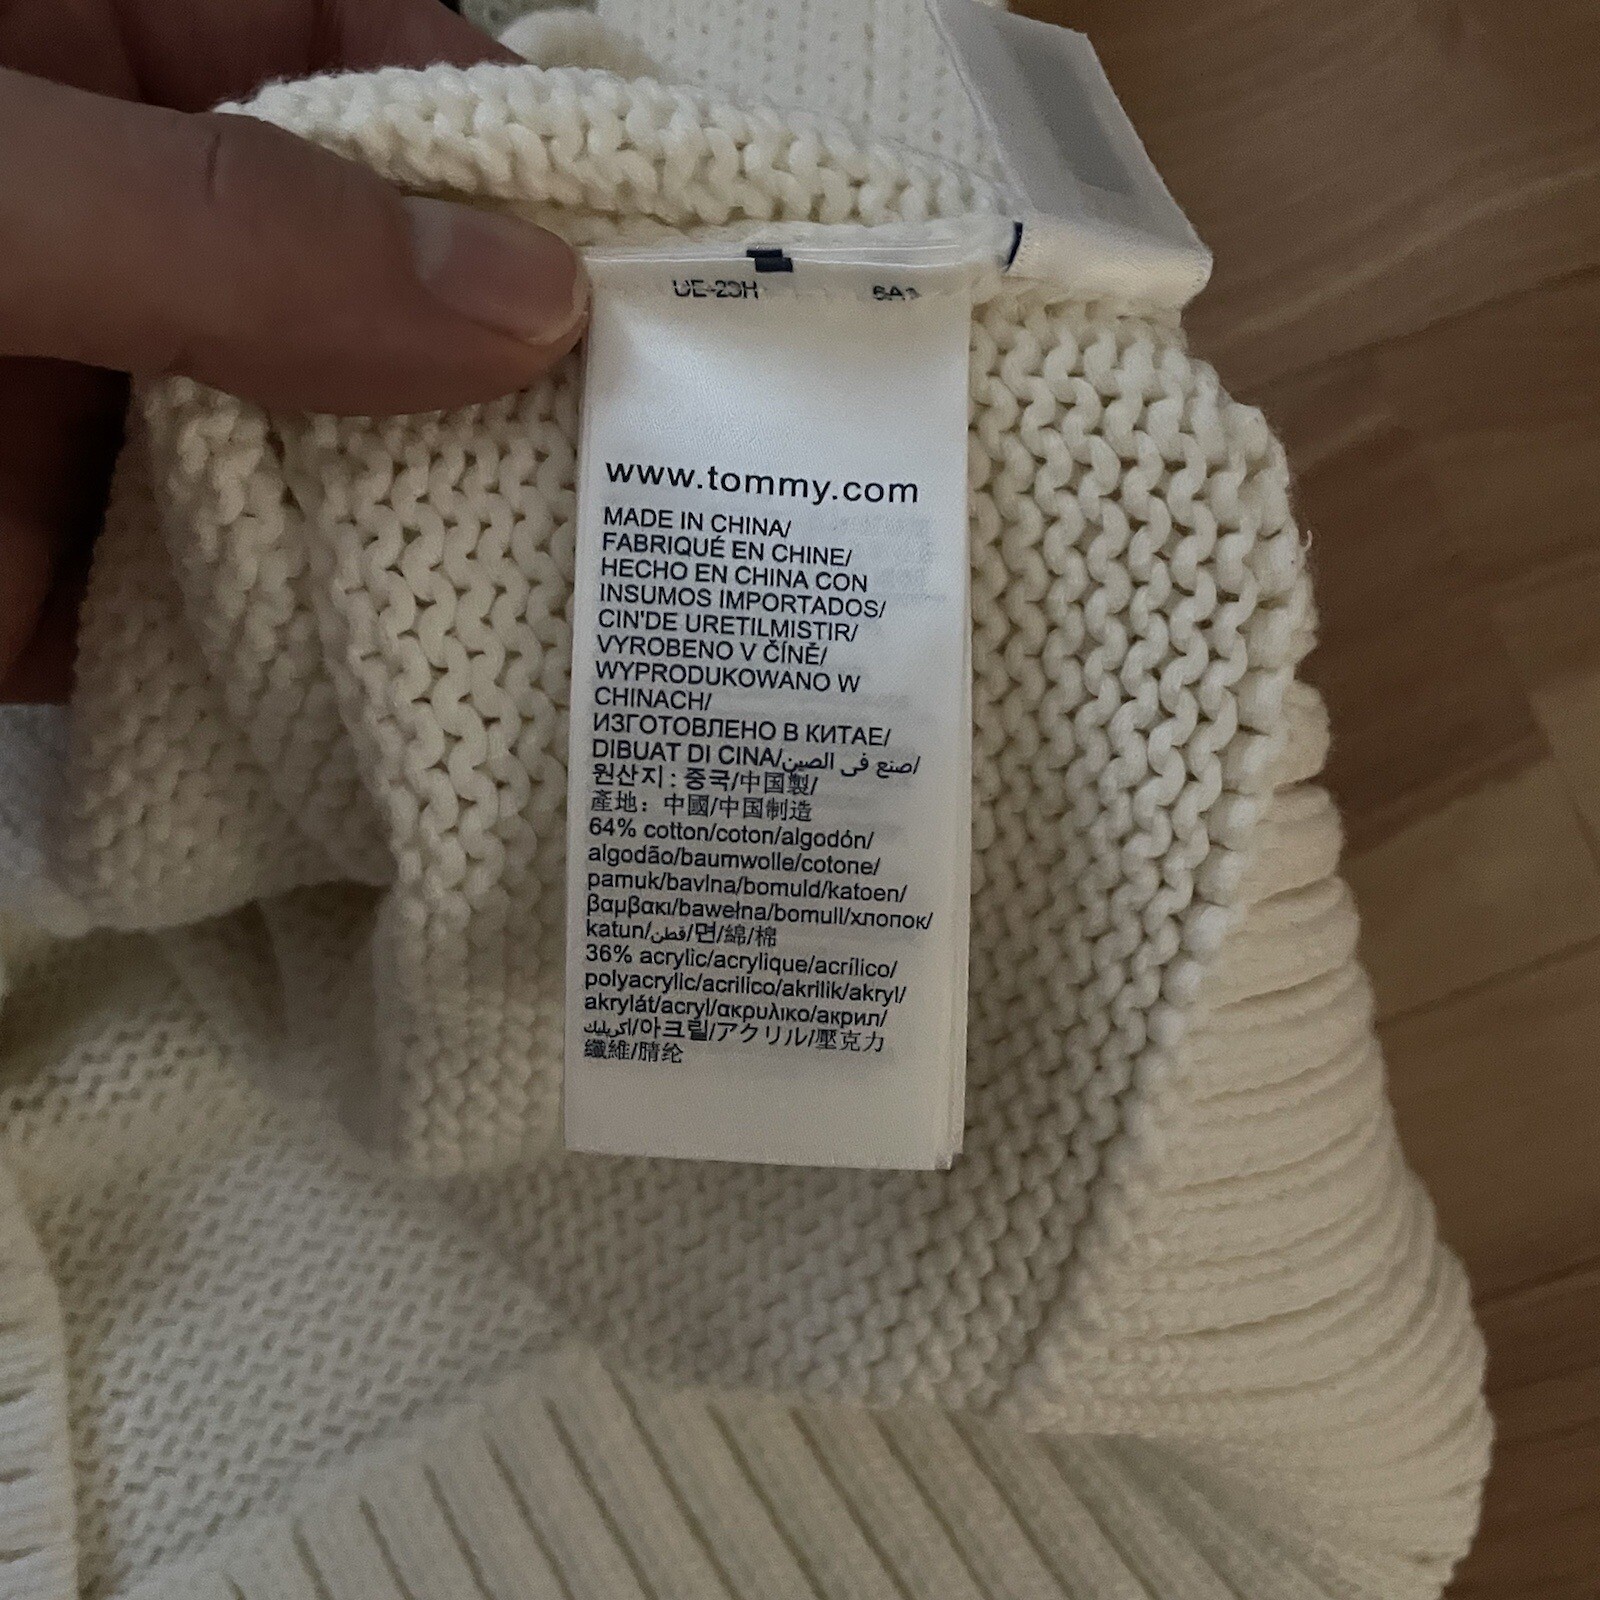 www.tommy.com
MADE IN CHINA/
FABRIQUÉ EN CHINE/
HECHO EN CHINA CON
INSUMOS IMPORTADOS/
CIN'DE URETILMISTIR/
VYROBENO V ČÍNĚ/
WYPRODUKOWANO W
CHINACH/
ИЗГОТОВЛЕНО В КИТАЕ/
DIBUAT DI CINA/صنع في الصين/
원산지 : 중국/中国製/
產地：中國/中国制造
64% cotton/coton/algodón/
algodão/baumwolle/cotone/
pamuk/bavlna/bomuld/katoen/
βαμβακι/bawełna/bomull/хлопок/
katun/قطن/면/綿/棉
36% acrylic/acrylique/acrílico/
polyacrylic/acrilico/akrilik/akryl/
akrylát/acryl/ακρυλικο/акрил/
اكريليك/아크릴/アクリル/壓克力
纖維/腈纶